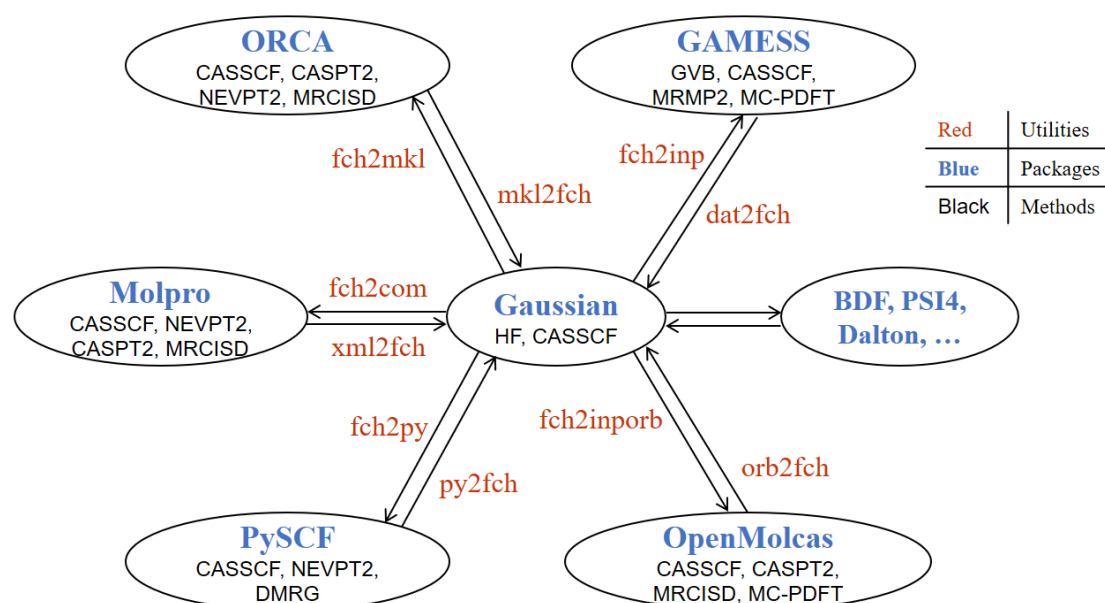 ORCA
CASSCF, CASPT2,
NEVPT2, MRCISD
GAMESS
GVB, CASSCF,
MRMP2, MC-PDFT
Red Utilities
Blue Packages
Black Methods
fch2mkl
mkl2fch
fch2inp
dat2fch
Molpro
CASSCF, NEVPT2,
CASPT2, MRCISD
fch2com
xml2fch
Gaussian
HF, CASSCF
BDF, PSI4,
Dalton, …
fch2py
py2fch
fch2inporb
orb2fch
PySCF
CASSCF, NEVPT2,
DMRG
OpenMolcas
CASSCF, CASPT2,
MRCISD, MC-PDFT